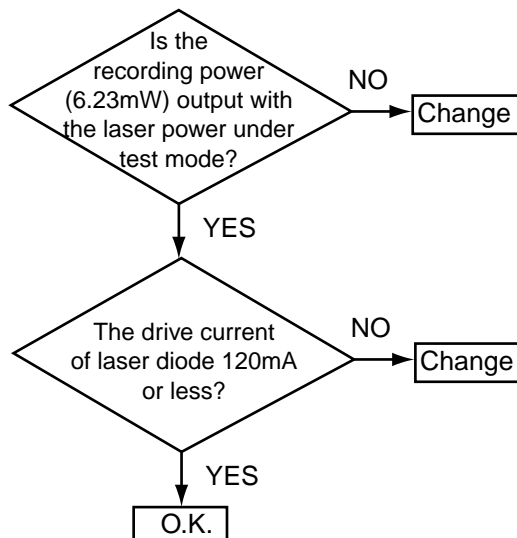 Is the
recording power
(6.23mW) output with
the laser power under
test mode?
NO
Change
YES
The drive current
of laser diode 120mA
or less?
NO
Change
YES
O.K.